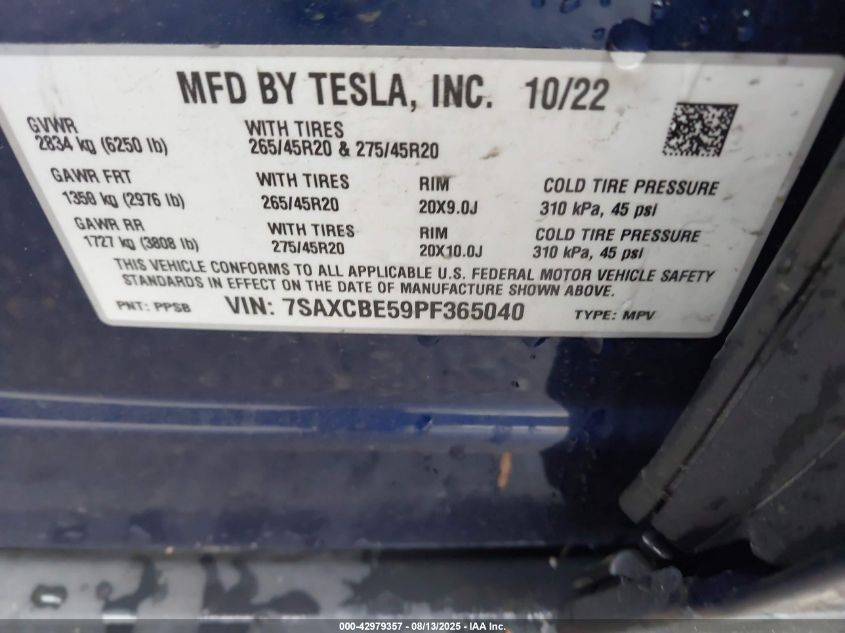 MFD BY TESLA, INC. 10/22
GVWR
2834 kg (6250 lb)
WITH TIRES
265/45R20 & 275/45R20
GAWR FRT
1350 kg (2976 lb)
WITH TIRES
265/45R20
RIM
20X9.0J
COLD TIRE PRESSURE
310 kPa, 45 psi
GAWR RR
1727 kg (3808 lb)
WITH TIRES
275/45R20
RIM
20X10.0J
COLD TIRE PRESSURE
310 kPa, 45 psi
THIS VEHICLE CONFORMS TO ALL APPLICABLE U.S. FEDERAL MOTOR VEHICLE SAFETY
STANDARDS IN EFFECT ON THE DATE OF MANUFACTURE SHOWN ABOVE.
PNT: PPSB VIN: 7SAXCBE59PF365040 TYPE: MPV
000-42979357 - 08/13/2025 - IAA Inc.